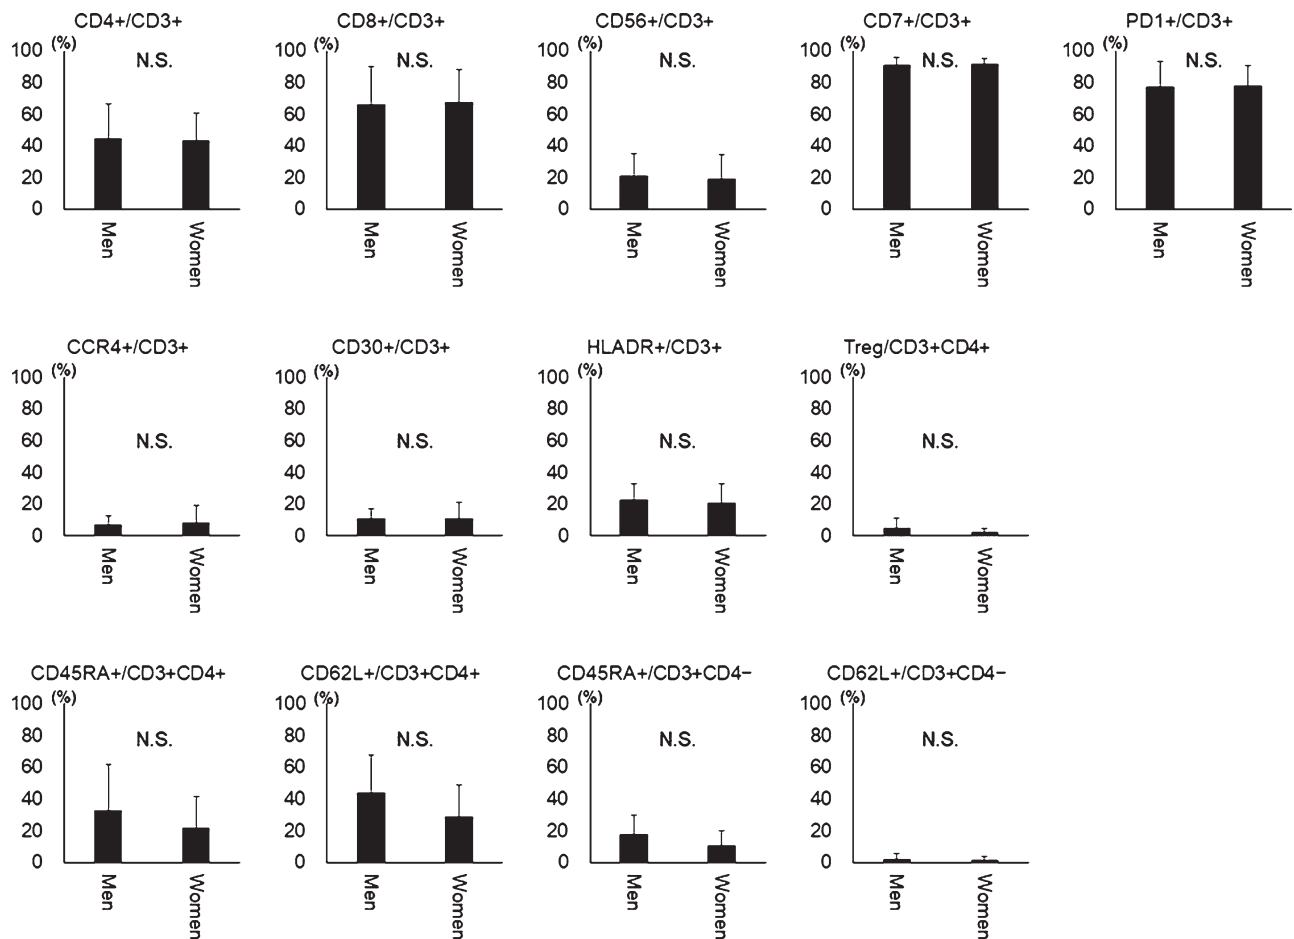 CD4+/CD3+
(%)
N.S.
100
80
60
40
20
0
Men
Women
CD8+/CD3+
(%)
N.S.
100
80
60
40
20
0
Men
Women
CD56+/CD3+
(%)
N.S.
100
80
60
40
20
0
Men
Women
CD7+/CD3+
(%)
N.S.
100
80
60
40
20
0
Men
Women
PD1+/CD3+
(%)
N.S.
100
80
60
40
20
0
Men
Women
CCR4+/CD3+
(%)
100
80
60
N.S.
40
20
0
Men
Women
CD30+/CD3+
(%)
100
80
60
N.S.
40
20
0
Men
Women
HLADR+/CD3+
(%)
100
80
60
N.S.
40
20
0
Men
Women
Treg/CD3+CD4+
(%)
100
80
60
N.S.
40
20
0
Men
Women
CD45RA+/CD3+CD4+
(%)
100
80
N.S.
60
40
20
0
Men
Women
CD62L+/CD3+CD4+
(%)
100
80
N.S.
60
40
20
0
Men
Women
CD45RA+/CD3+CD4−
(%)
100
80
N.S.
60
40
20
0
Men
Women
CD62L+/CD3+CD4−
(%)
100
80
N.S.
60
40
20
0
Men
Women